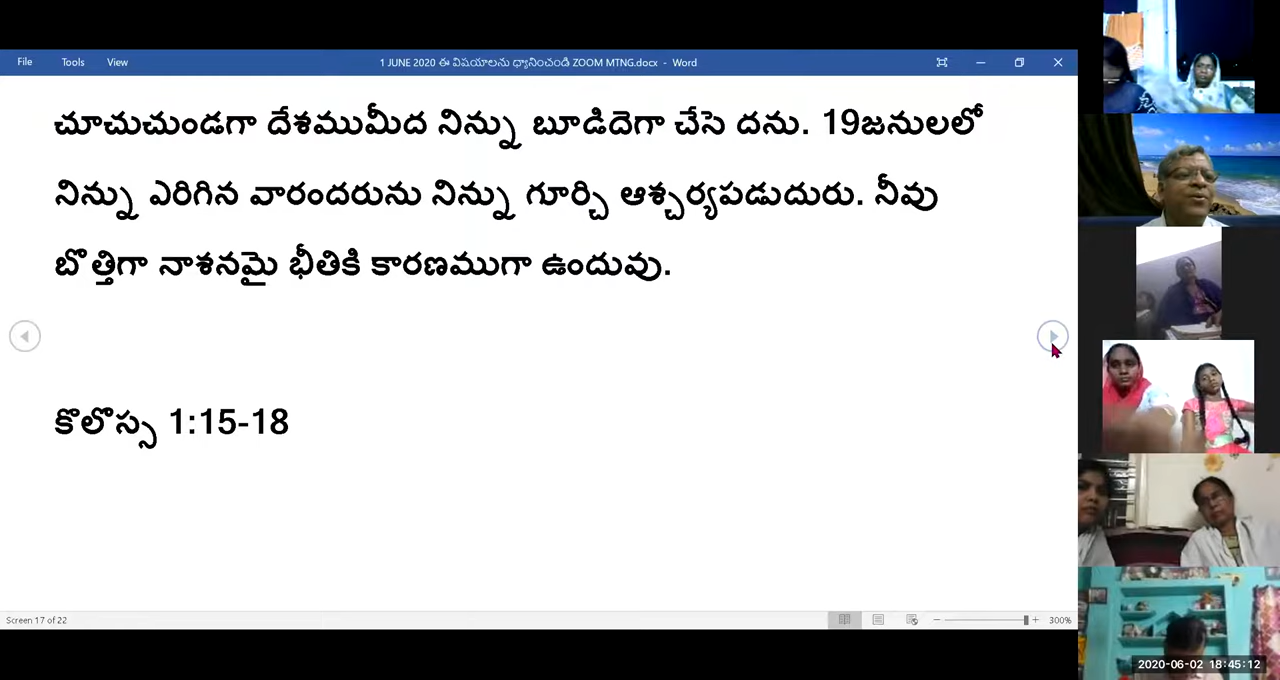 File Tools View 1 JUNE 2020 ఈ విషయాలను ధ్యానించండి ZOOM MTNG.docx - Word
చూచుచుండగా దేశముమీద నిన్ను బూడిదెగా చేసె దను. 19జనులలో
నిన్ను ఎరిగిన వారందరును నిన్ను గూర్చి ఆశ్చర్యపడుదురు. నీవు
బొత్తిగా నాశనమై భీతికి కారణముగా ఉందువు.
కొలొస్స 1:15-18
Screen 17 of 22 300%
2020-06-02 18:45:12